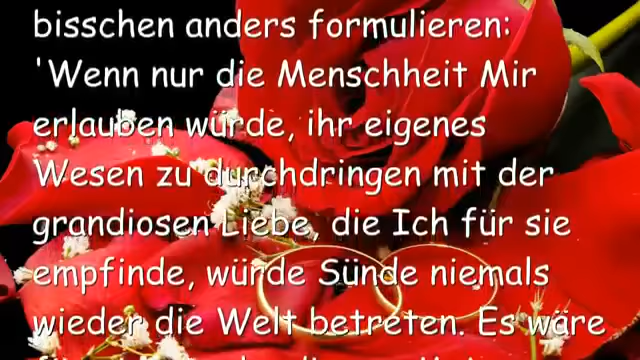 bisschen anders formulieren:
'Wenn nur die Menschheit Mir
erlauben würde, ihr eigenes
Wesen zu durchdringen mit der
grandiosen Liebe, die Ich für sie
empfinde, würde Sünde niemals
wieder die Welt betreten. Es wäre